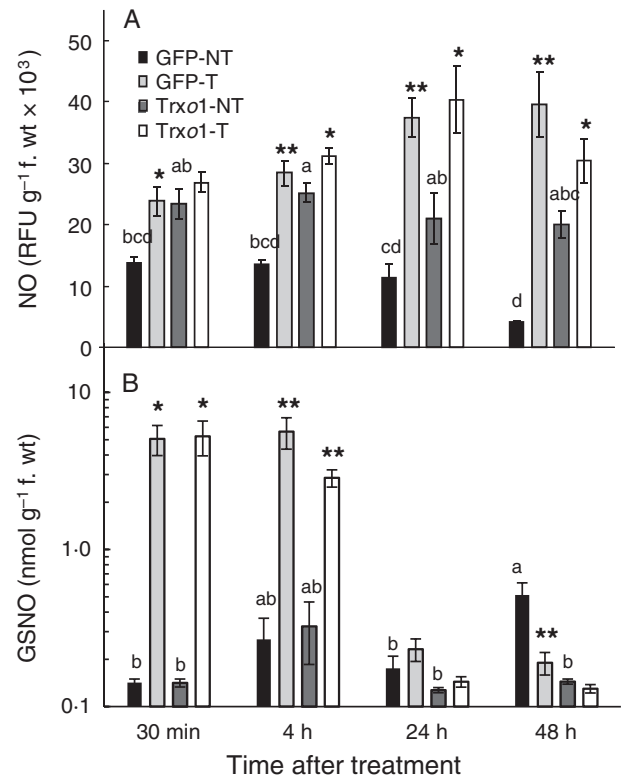 A
50
40
30
20
10
0
NO (RFU g⁻¹ f. wt × 10³)
GFP-NT
GFP-T
Trxo1-NT
Trxo1-T
bcd * ab
bcd ** a *
cd ** ab *
d ** abc *
B
10
1·0
0·1
GSNO (nmol g⁻¹ f. wt)
b * b *
ab ** ab **
b b
a ** b
30 min 4 h 24 h 48 h
Time after treatment